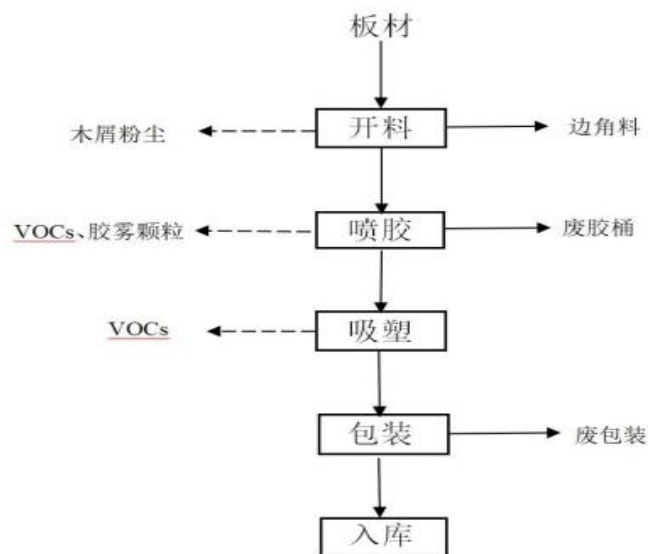 板材
木屑粉尘
开料
边角料
VOCs、胶雾颗粒
喷胶
废胶桶
VOCs
吸塑
包装
废包装
入库